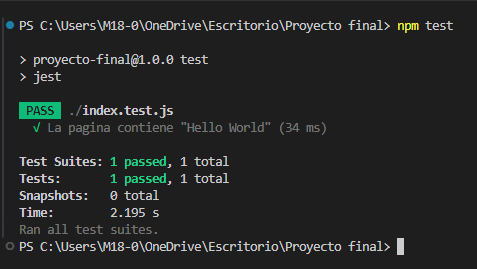 PS C:\Users\M18-0\OneDrive\Escritorio\Proyecto final> npm test
> proyecto-final@1.0.0 test
> jest
PASS ./index.test.js
√ La pagina contiene "Hello World" (34 ms)
Test Suites: 1 passed, 1 total
Tests: 1 passed, 1 total
Snapshots: 0 total
Time: 2.195 s
Ran all test suites.
PS C:\Users\M18-0\OneDrive\Escritorio\Proyecto final>